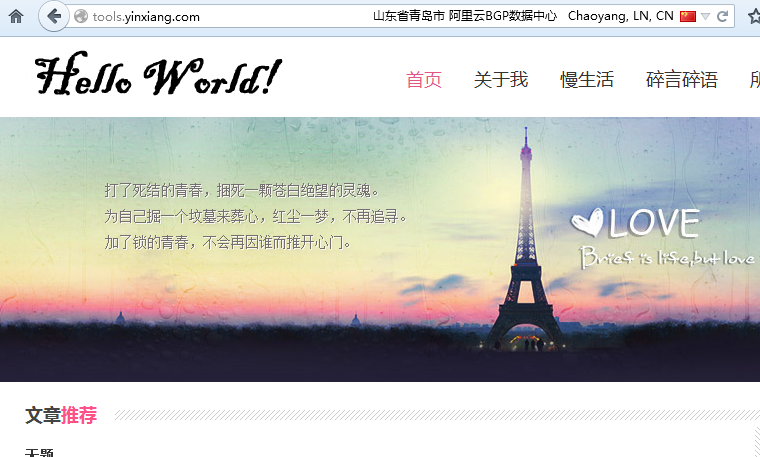 tools.yinxiang.com 山东省青岛市 阿里云BGP数据中心 Chaoyang, LN, CN
Hello World!
首页 关于我 慢生活 碎言碎语
打了死结的青春，捆死一颗苍白绝望的灵魂。
为自己掘一个坟墓来葬心，红尘一梦，不再追寻。
加了锁的青春，不会再因谁而推开心门。
LOVE
Brief is life,but love
文章推荐
无题